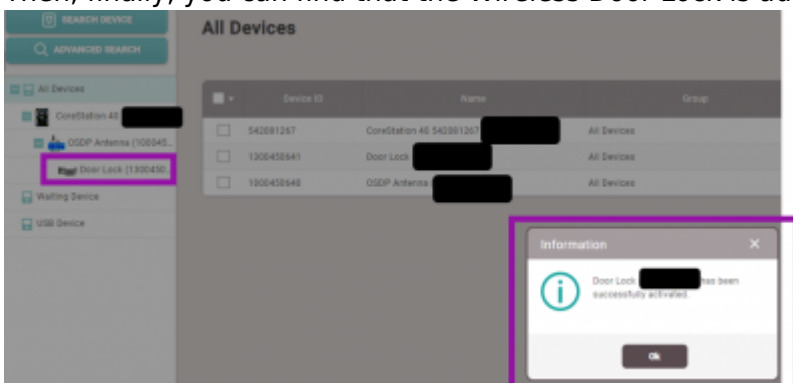 Then, finally, you can find that the Wireless Door Lock is
SEARCH DEVICE
ADVANCED SEARCH
All Devices
CoreStation 40
OSDP Antenna (100045..
Door Lock (1300450..
Waiting Device
USB Device
All Devices
Device ID Name Group
542081267 CoreStation 40 542081267 All Devices
1300450641 Door Lock All Devices
1000450640 OSDP Antenna All Devices
Information
Door Lock has been
successfully activated.
Ok